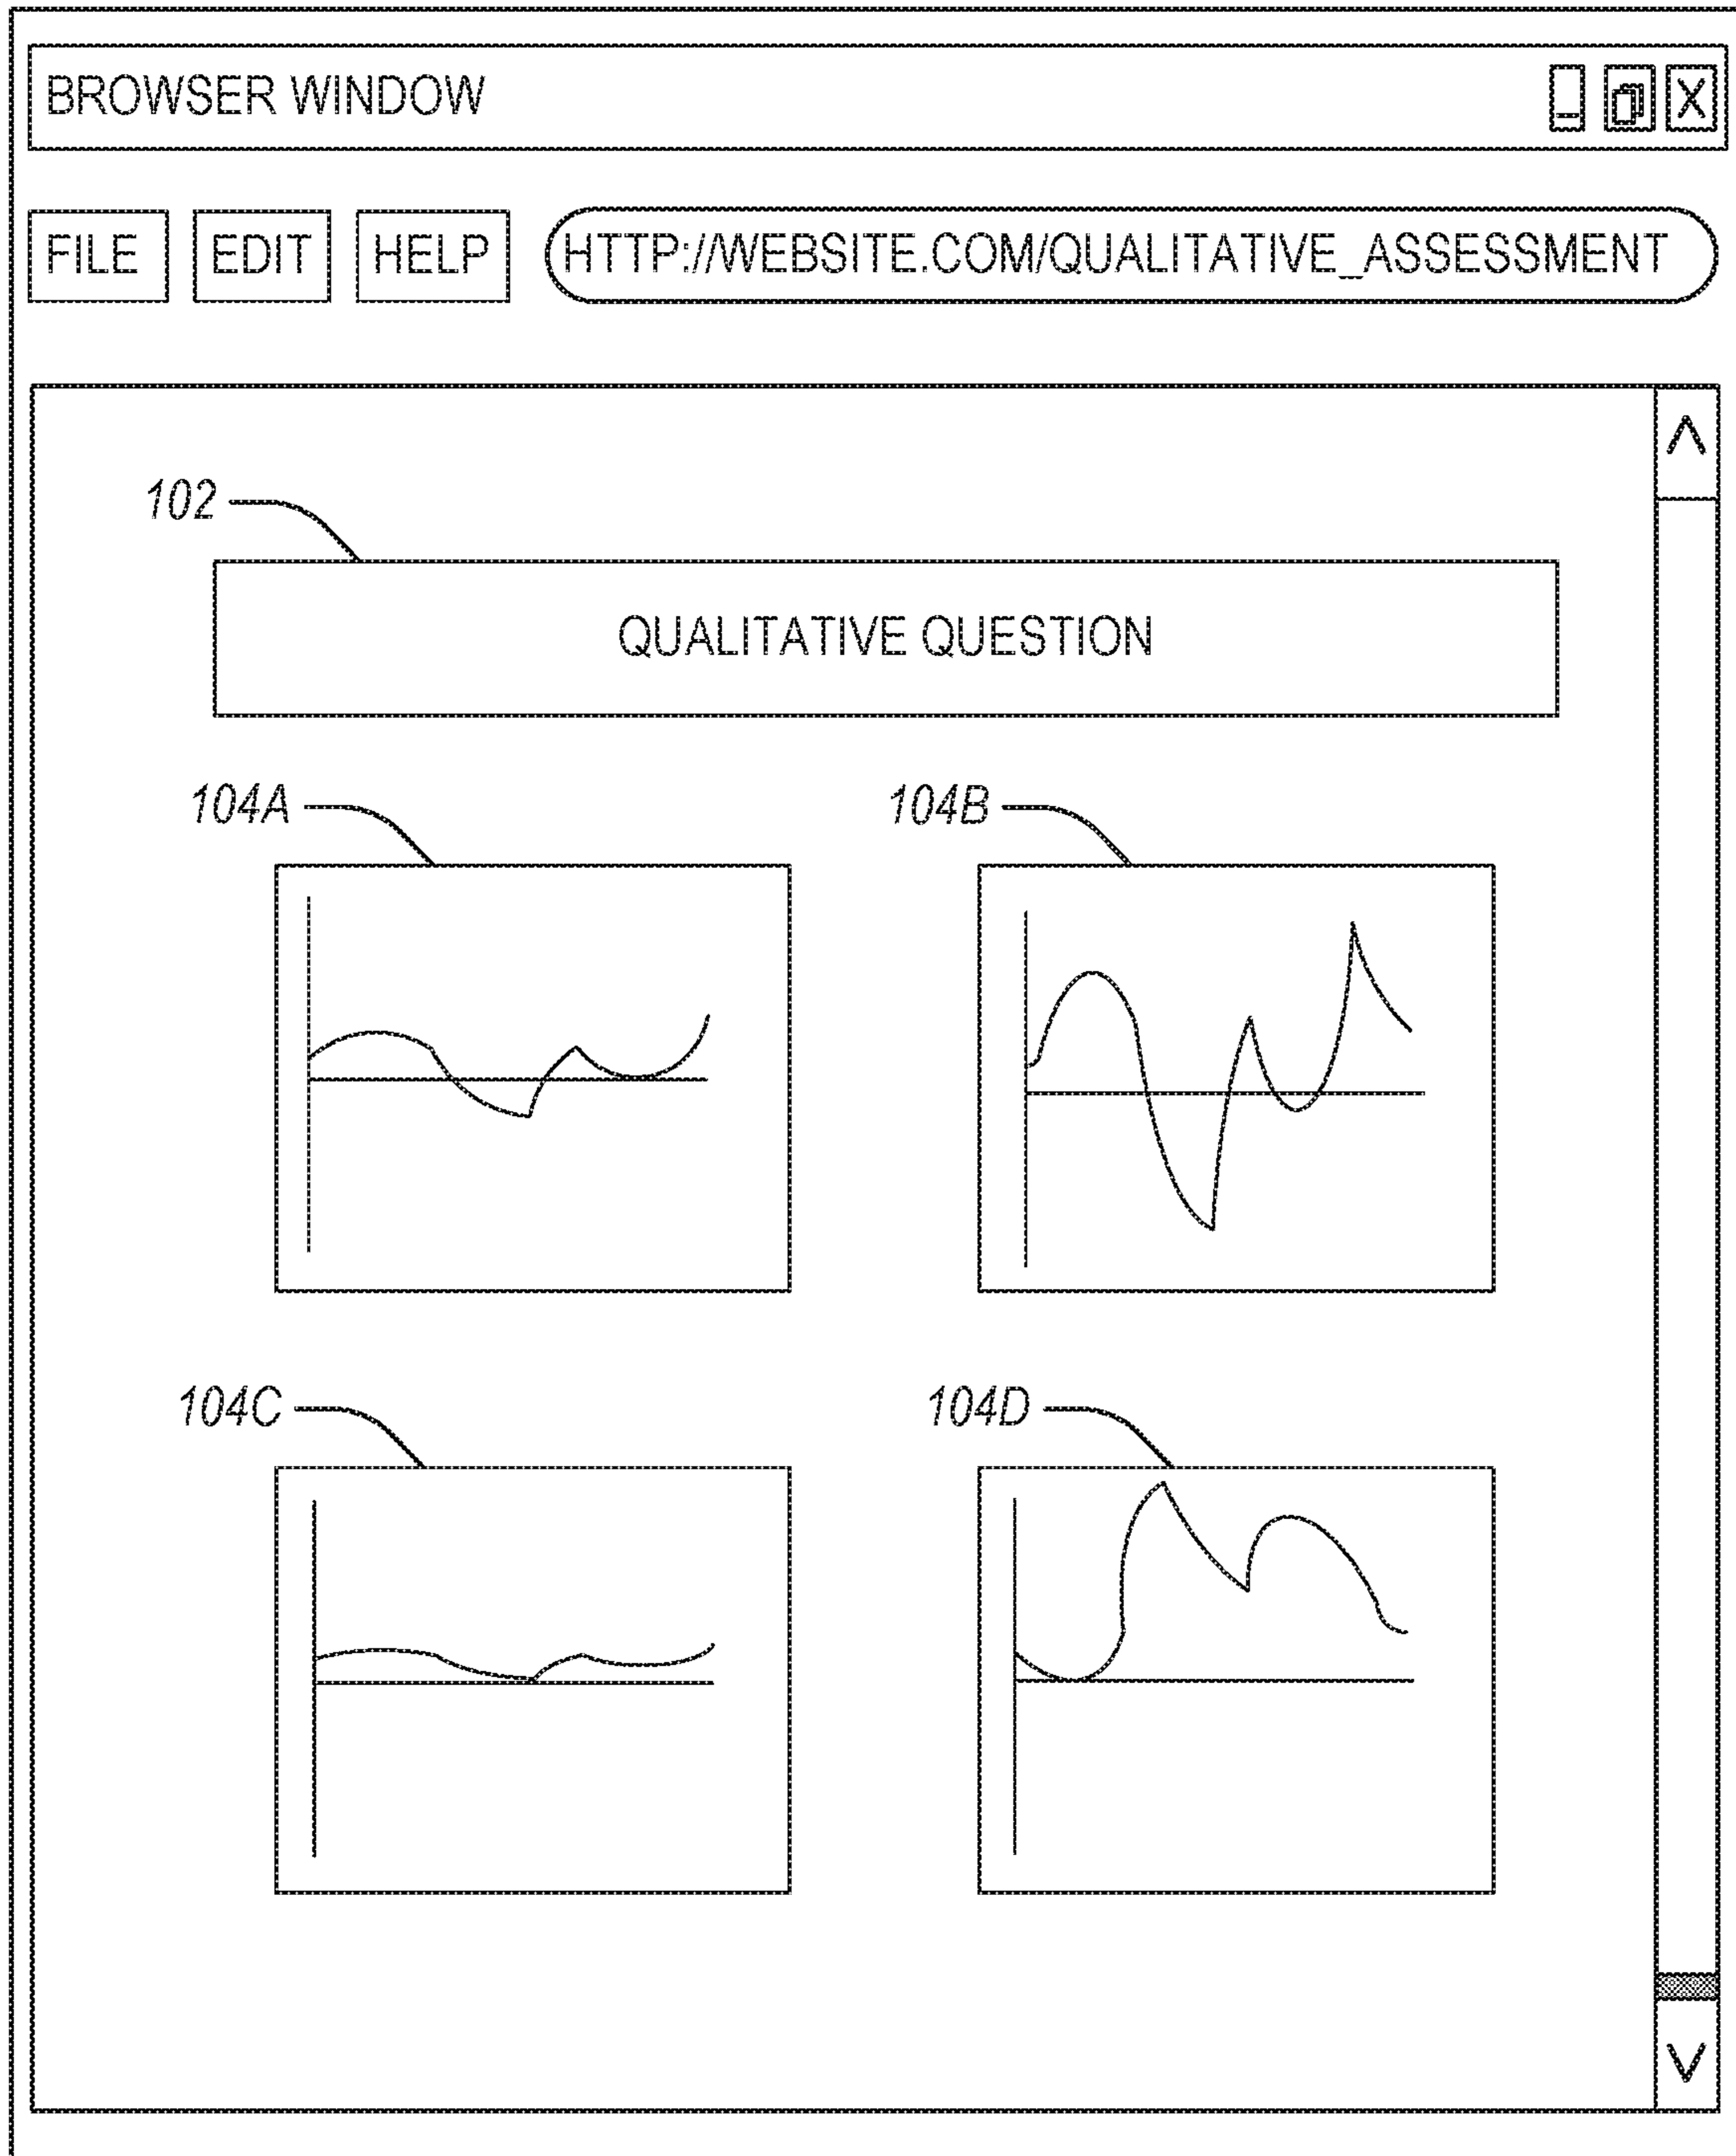 BROWSER WINDOW
FILE EDIT HELP HTTP://WEBSITE.COM/QUALITATIVE_ASSESSMENT
102
QUALITATIVE QUESTION
104A 104B
104C 104D